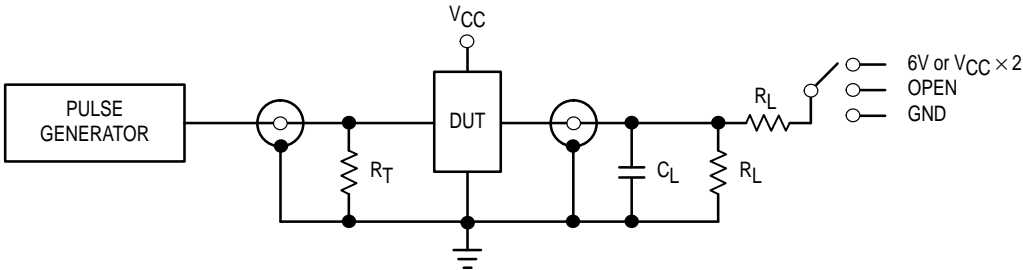 VCC
6V or VCC × 2
OPEN
GND
RL
PULSE
GENERATOR
DUT
RT
CL
RL